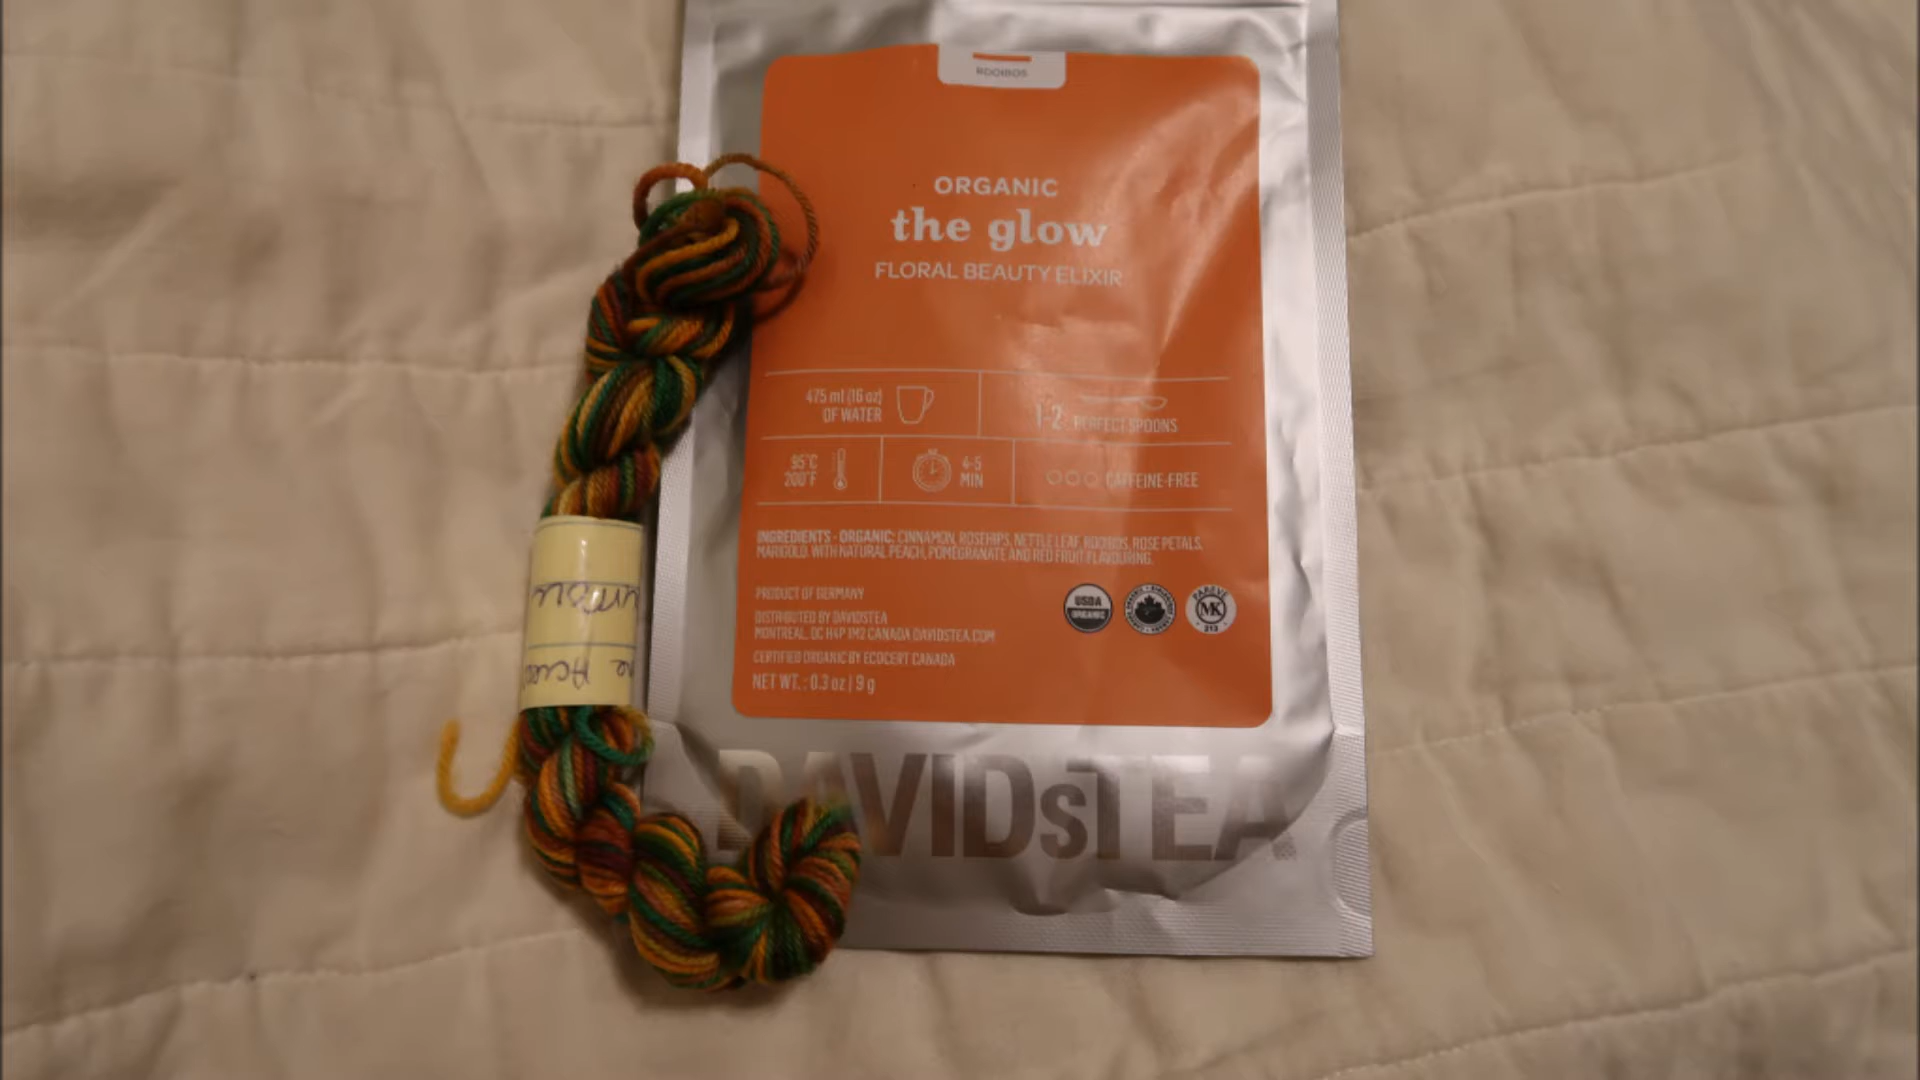 ROOIBOS
ORGANIC
the glow
FLORAL BEAUTY ELIXIR
475 ml (16 oz)
OF WATER
1-2 PERFECT SPOONS
95°C
200°F
4-5
MIN
CAFFEINE-FREE
INGREDIENTS - ORGANIC: CINNAMON, ROSEHIPS, NETTLE LEAF, ROOIBOS, ROSE PETALS,
MARIGOLD. WITH NATURAL PEACH, POMEGRANATE AND RED FRUIT FLAVOURING.
PRODUCT OF GERMANY
DISTRIBUTED BY DAVIDSTEA
MONTREAL, QC H4P 1M2 CANADA DAVIDSTEA.COM
CERTIFIED ORGANIC BY ECOCERT CANADA
NET WT. : 0.3 oz | 9 g
USDA
ORGANIC
PAREVE
MK
313
DAVIDsTEA